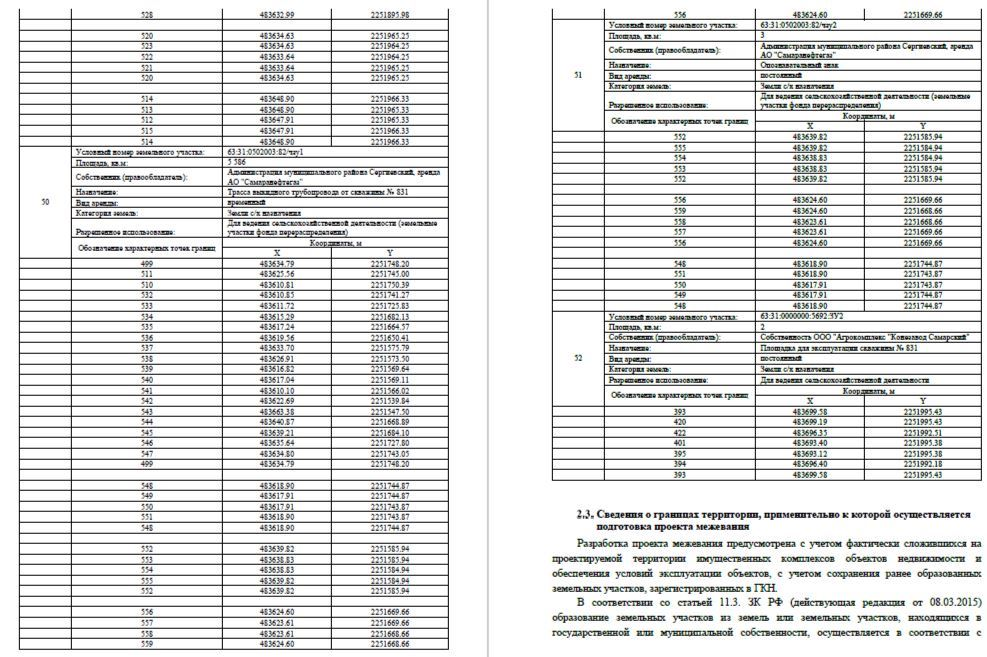 528 483632.99 2251895.98
520 483634.63 2251965.25
523 483634.63 2251964.25
522 483633.64 2251964.25
521 483633.64 2251965.25
520 483634.63 2251965.25
514 483648.90 2251966.33
513 483648.90 2251965.33
512 483647.91 2251965.33
515 483647.91 2251966.33
514 483648.90 2251966.33
50
Условный номер земельного участка: 63:31:0502003:82/чзу1
Площадь, кв.м: 5 586
Собственник (правообладатель): Администрация муниципального района Сергиевский, аренда
АО "Самаранефтегаз"
Назначение: Трасса выкидного трубопровода от скважины № 831
Вид аренды: временный
Категория земель: Земли с/х назначения
Разрешенное использование: Для ведения сельскохозяйственной деятельности (земельные
участки фонда перераспределения)
Обозначение характерных точек границ Координаты, м
X Y
499 483634.79 2251748.20
511 483625.56 2251745.00
510 483610.81 2251750.39
532 483610.85 2251741.27
533 483611.72 2251725.83
534 483615.29 2251682.13
535 483617.24 2251664.57
536 483619.56 2251650.41
537 483633.70 2251575.79
538 483626.91 2251573.50
539 483616.82 2251569.64
540 483617.04 2251569.11
541 483610.10 2251566.02
542 483622.69 2251539.84
543 483663.38 2251547.50
544 483640.87 2251668.89
545 483639.21 2251684.10
546 483635.64 2251727.80
547 483634.80 2251743.05
499 483634.79 2251748.20
548 483618.90 2251744.87
549 483617.91 2251744.87
550 483617.91 2251743.87
551 483618.90 2251743.87
548 483618.90 2251744.87
552 483639.82 2251585.94
553 483638.83 2251585.94
554 483638.83 2251584.94
555 483639.82 2251584.94
552 483639.82 2251585.94
556 483624.60 2251669.66
557 483623.61 2251669.66
558 483623.61 2251668.66
559 483624.60 2251668.66
556 483624.60 2251669.66
51
Условный номер земельного участка: 63:31:0502003:82/чзу2
Площадь, кв.м: 3
Собственник (правообладатель): Администрация муниципального района Сергиевский, аренда
АО "Самаранефтегаз"
Назначение: Опознавательный знак
Вид аренды: постоянный
Категория земель: Земли с/х назначения
Разрешенное использование: Для ведения сельскохозяйственной деятельности (земельные
участки фонда перераспределения)
Обозначение характерных точек границ Координаты, м
X Y
552 483639.82 2251585.94
555 483639.82 2251584.94
554 483638.83 2251584.94
553 483638.83 2251585.94
552 483639.82 2251585.94
556 483624.60 2251669.66
559 483624.60 2251668.66
558 483623.61 2251668.66
557 483623.61 2251669.66
556 483624.60 2251669.66
548 483618.90 2251744.87
551 483618.90 2251743.87
550 483617.91 2251743.87
549 483617.91 2251744.87
548 483618.90 2251744.87
52
Условный номер земельного участка: 63:31:0000000:5692:ЗУ2
Площадь, кв.м: 2
Собственник (правообладатель): Собственность ООО "Агрокомплекс "Конезавод Самарский"
Назначение: Площадка для эксплуатации скважины № 831
Вид аренды: постоянный
Категория земель: Земли с/х назначения
Разрешенное использование: Для ведения сельскохозяйственной деятельности
Обозначение характерных точек границ Координаты, м
X Y
393 483699.58 2251995.43
420 483699.19 2251995.43
422 483696.35 2251992.51
401 483693.40 2251995.38
395 483693.12 2251995.38
394 483696.40 2251992.18
393 483699.58 2251995.43
2.3. Сведения о границах территории, применительно к которой осуществляется
подготовка проекта межевания
Разработка проекта межевания предусмотрена с учетом фактически сложившихся на
проектируемой территории имущественных комплексов объектов недвижимости и
обеспечения условий эксплуатации объектов, с учетом сохранения ранее образованных
земельных участков, зарегистрированных в ГКН.
В соответствии со статьей 11.3. ЗК РФ (действующая редакция от 08.03.2015)
образование земельных участков из земель или земельных участков, находящихся в
государственной или муниципальной собственности, осуществляется в соответствии с